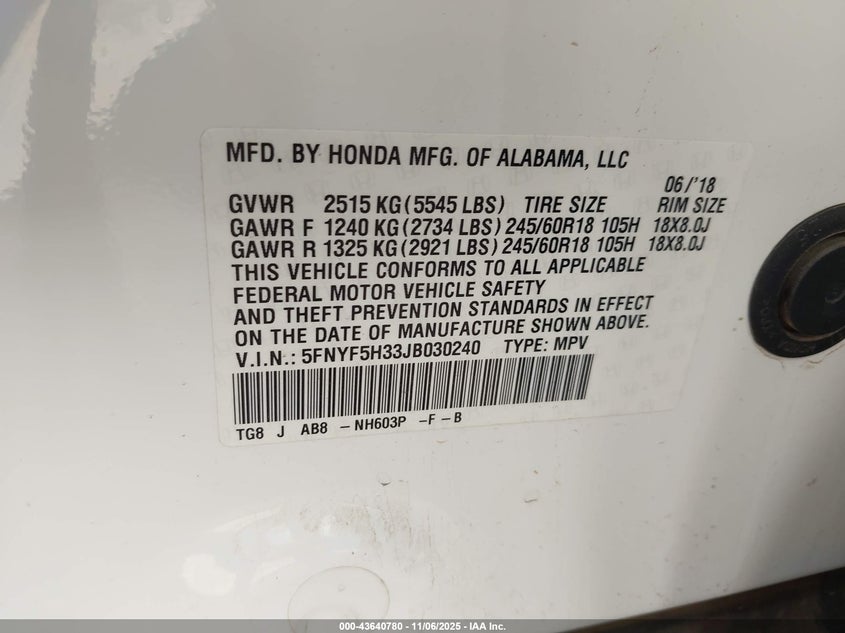 MFD. BY HONDA MFG. OF ALABAMA, LLC
06/'18
GVWR 2515 KG (5545 LBS) TIRE SIZE RIM SIZE
GAWR F 1240 KG (2734 LBS) 245/60R18 105H 18X8.0J
GAWR R 1325 KG (2921 LBS) 245/60R18 105H 18X8.0J
THIS VEHICLE CONFORMS TO ALL APPLICABLE
FEDERAL MOTOR VEHICLE SAFETY
AND THEFT PREVENTION STANDARDS IN EFFECT
ON THE DATE OF MANUFACTURE SHOWN ABOVE.
V.I.N.: 5FNYF5H33JB030240 TYPE: MPV
TG8 J AB8 -NH603P -F-B
000-43640780 - 11/06/2025 - IAA Inc.